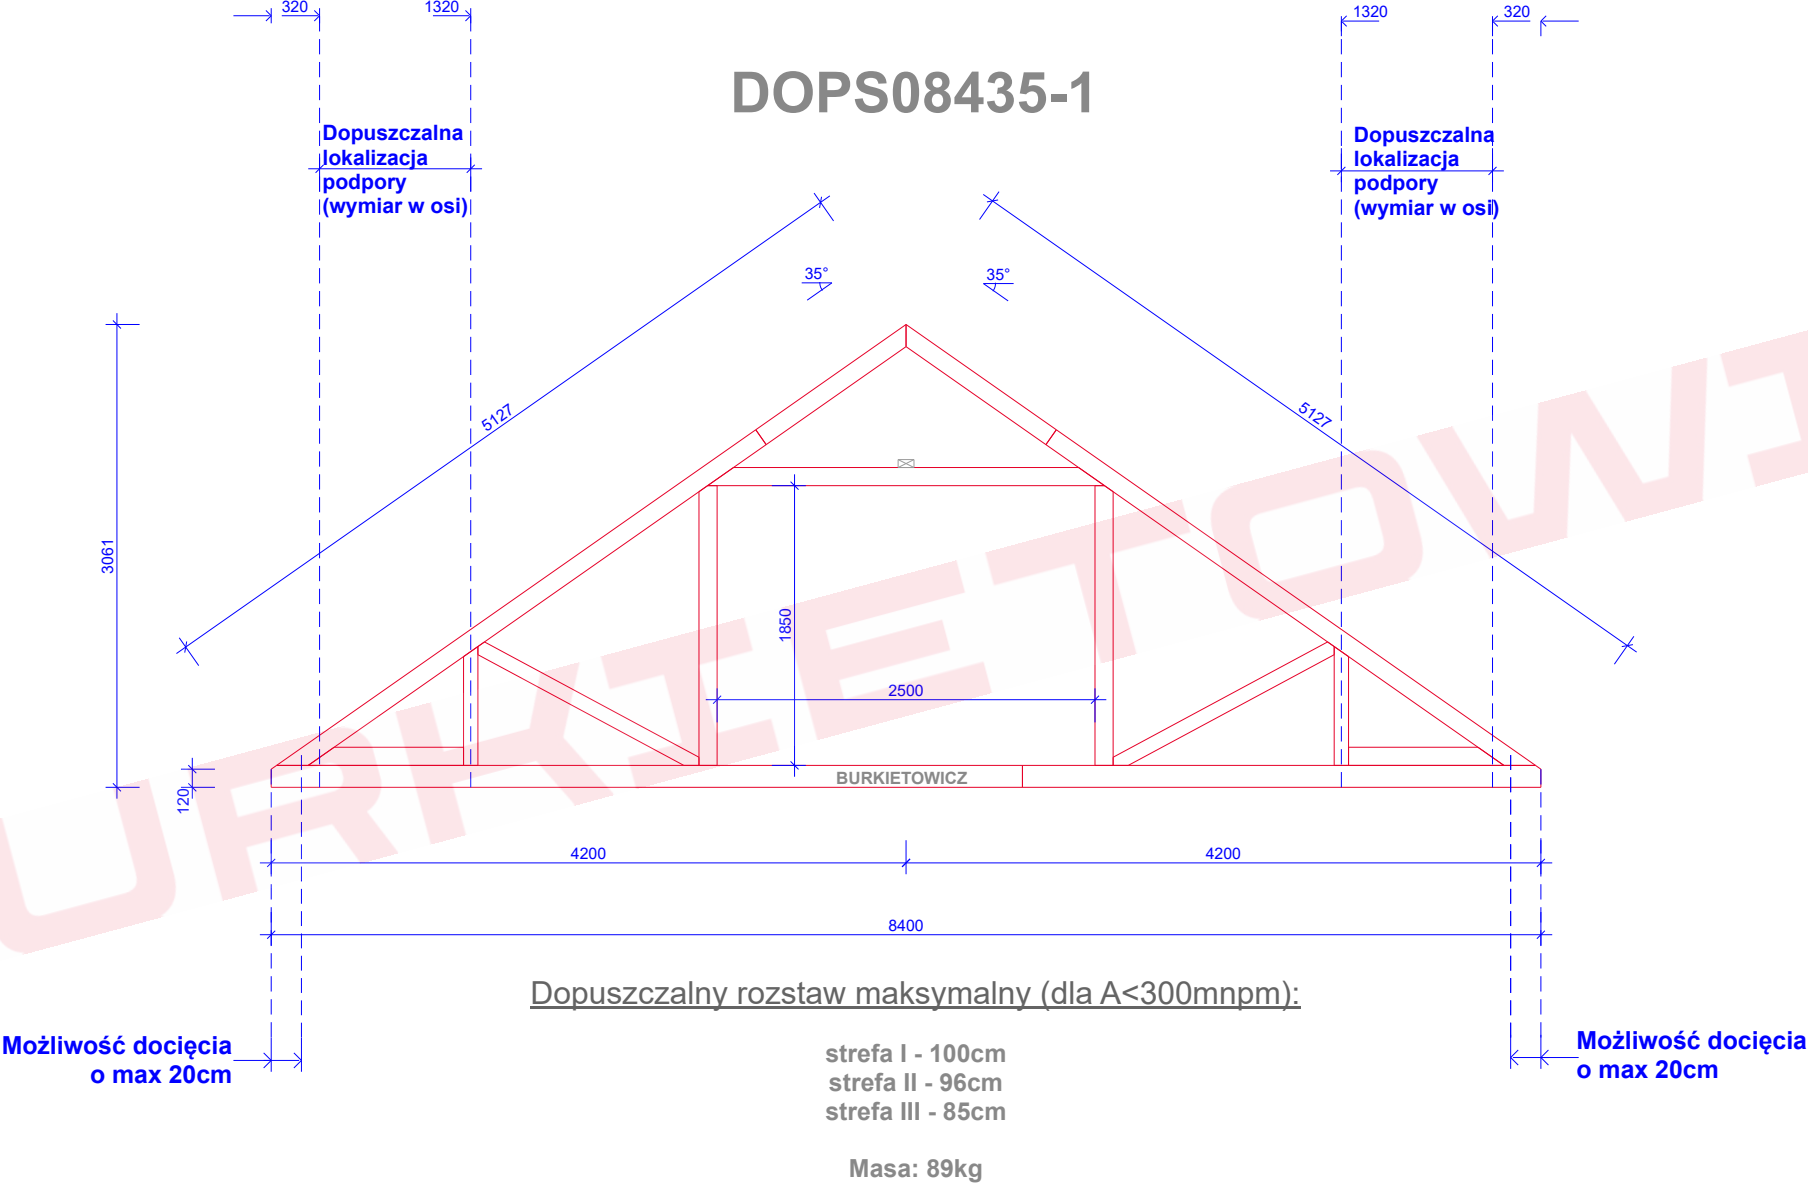 320
1320
1320
320
DOPS08435-1
Dopuszczalna
lokalizacja
podpory
(wymiar w osi)
Dopuszczalna
lokalizacja
podpory
(wymiar w osi)
35°
35°
5127
5127
3061
1850
2500
120
BURKIETOWICZ
4200
4200
8400
Dopuszczalny rozstaw maksymalny (dla A<300mnpm):
Możliwość docięcia
o max 20cm
Możliwość docięcia
o max 20cm
strefa I - 100cm
strefa II - 96cm
strefa III - 85cm
Masa: 89kg
URKIETOWI